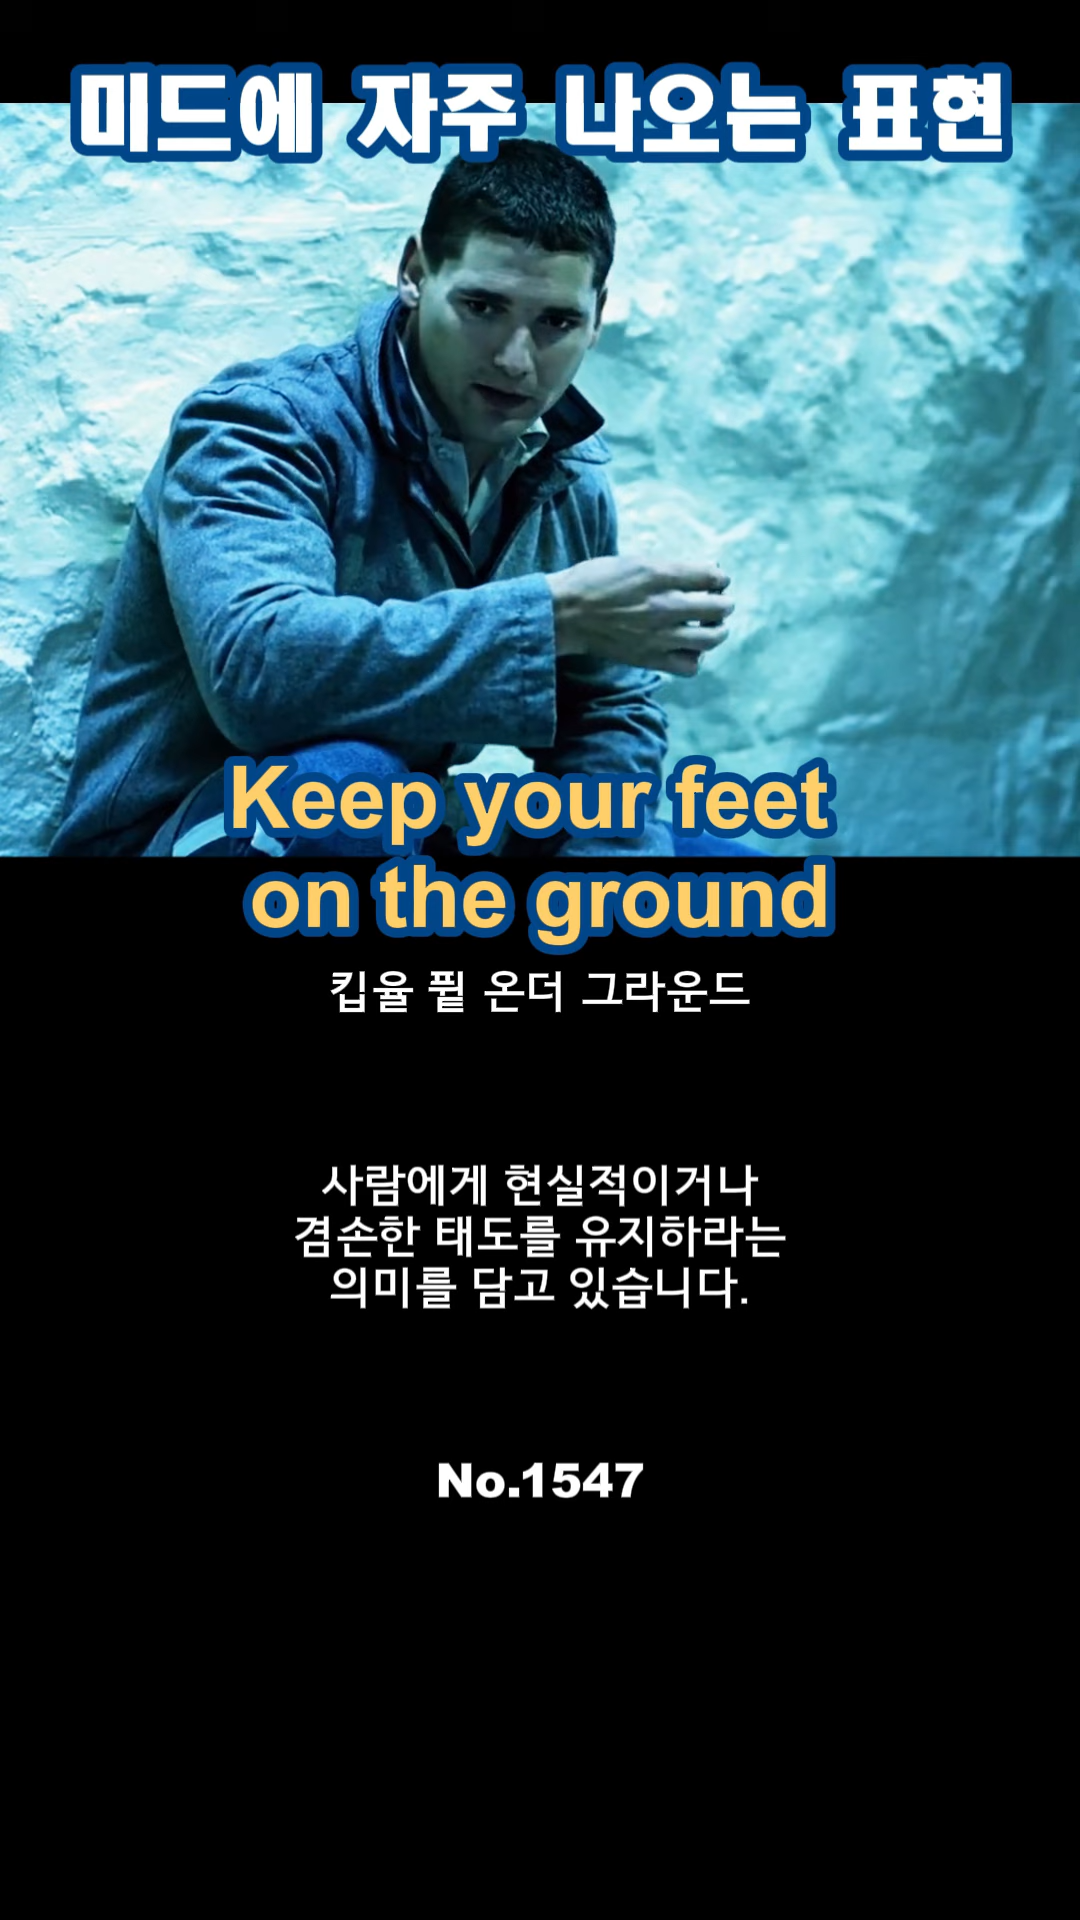 미드에 자주 나오는 표현
Keep your feet
on the ground
킵율 퓥 온더 그라운드
사람에게 현실적이거나
겸손한 태도를 유지하라는
의미를 담고 있습니다.
No.1547